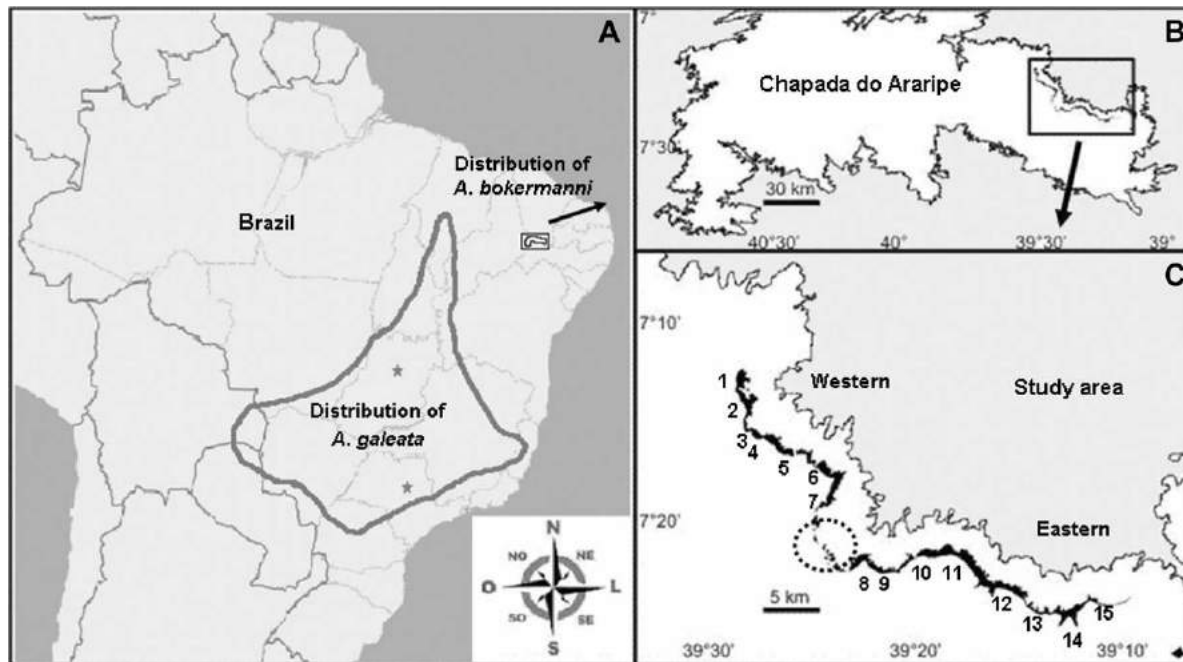 A
Distribution of
A. bokermanni
Brazil
Distribution of
A. galeata
N
NO NE
O L
SO SE
S
B
7°
Chapada do Araripe
7°30
30 km
40°30' 40° 39°30' 39°
C
7°10'
Western Study area
1
2
3
4
5
6
7
7°20'
Eastern
8 9 10 11
12
13
14
15
5 km
39°30' 39°20' 39°10'